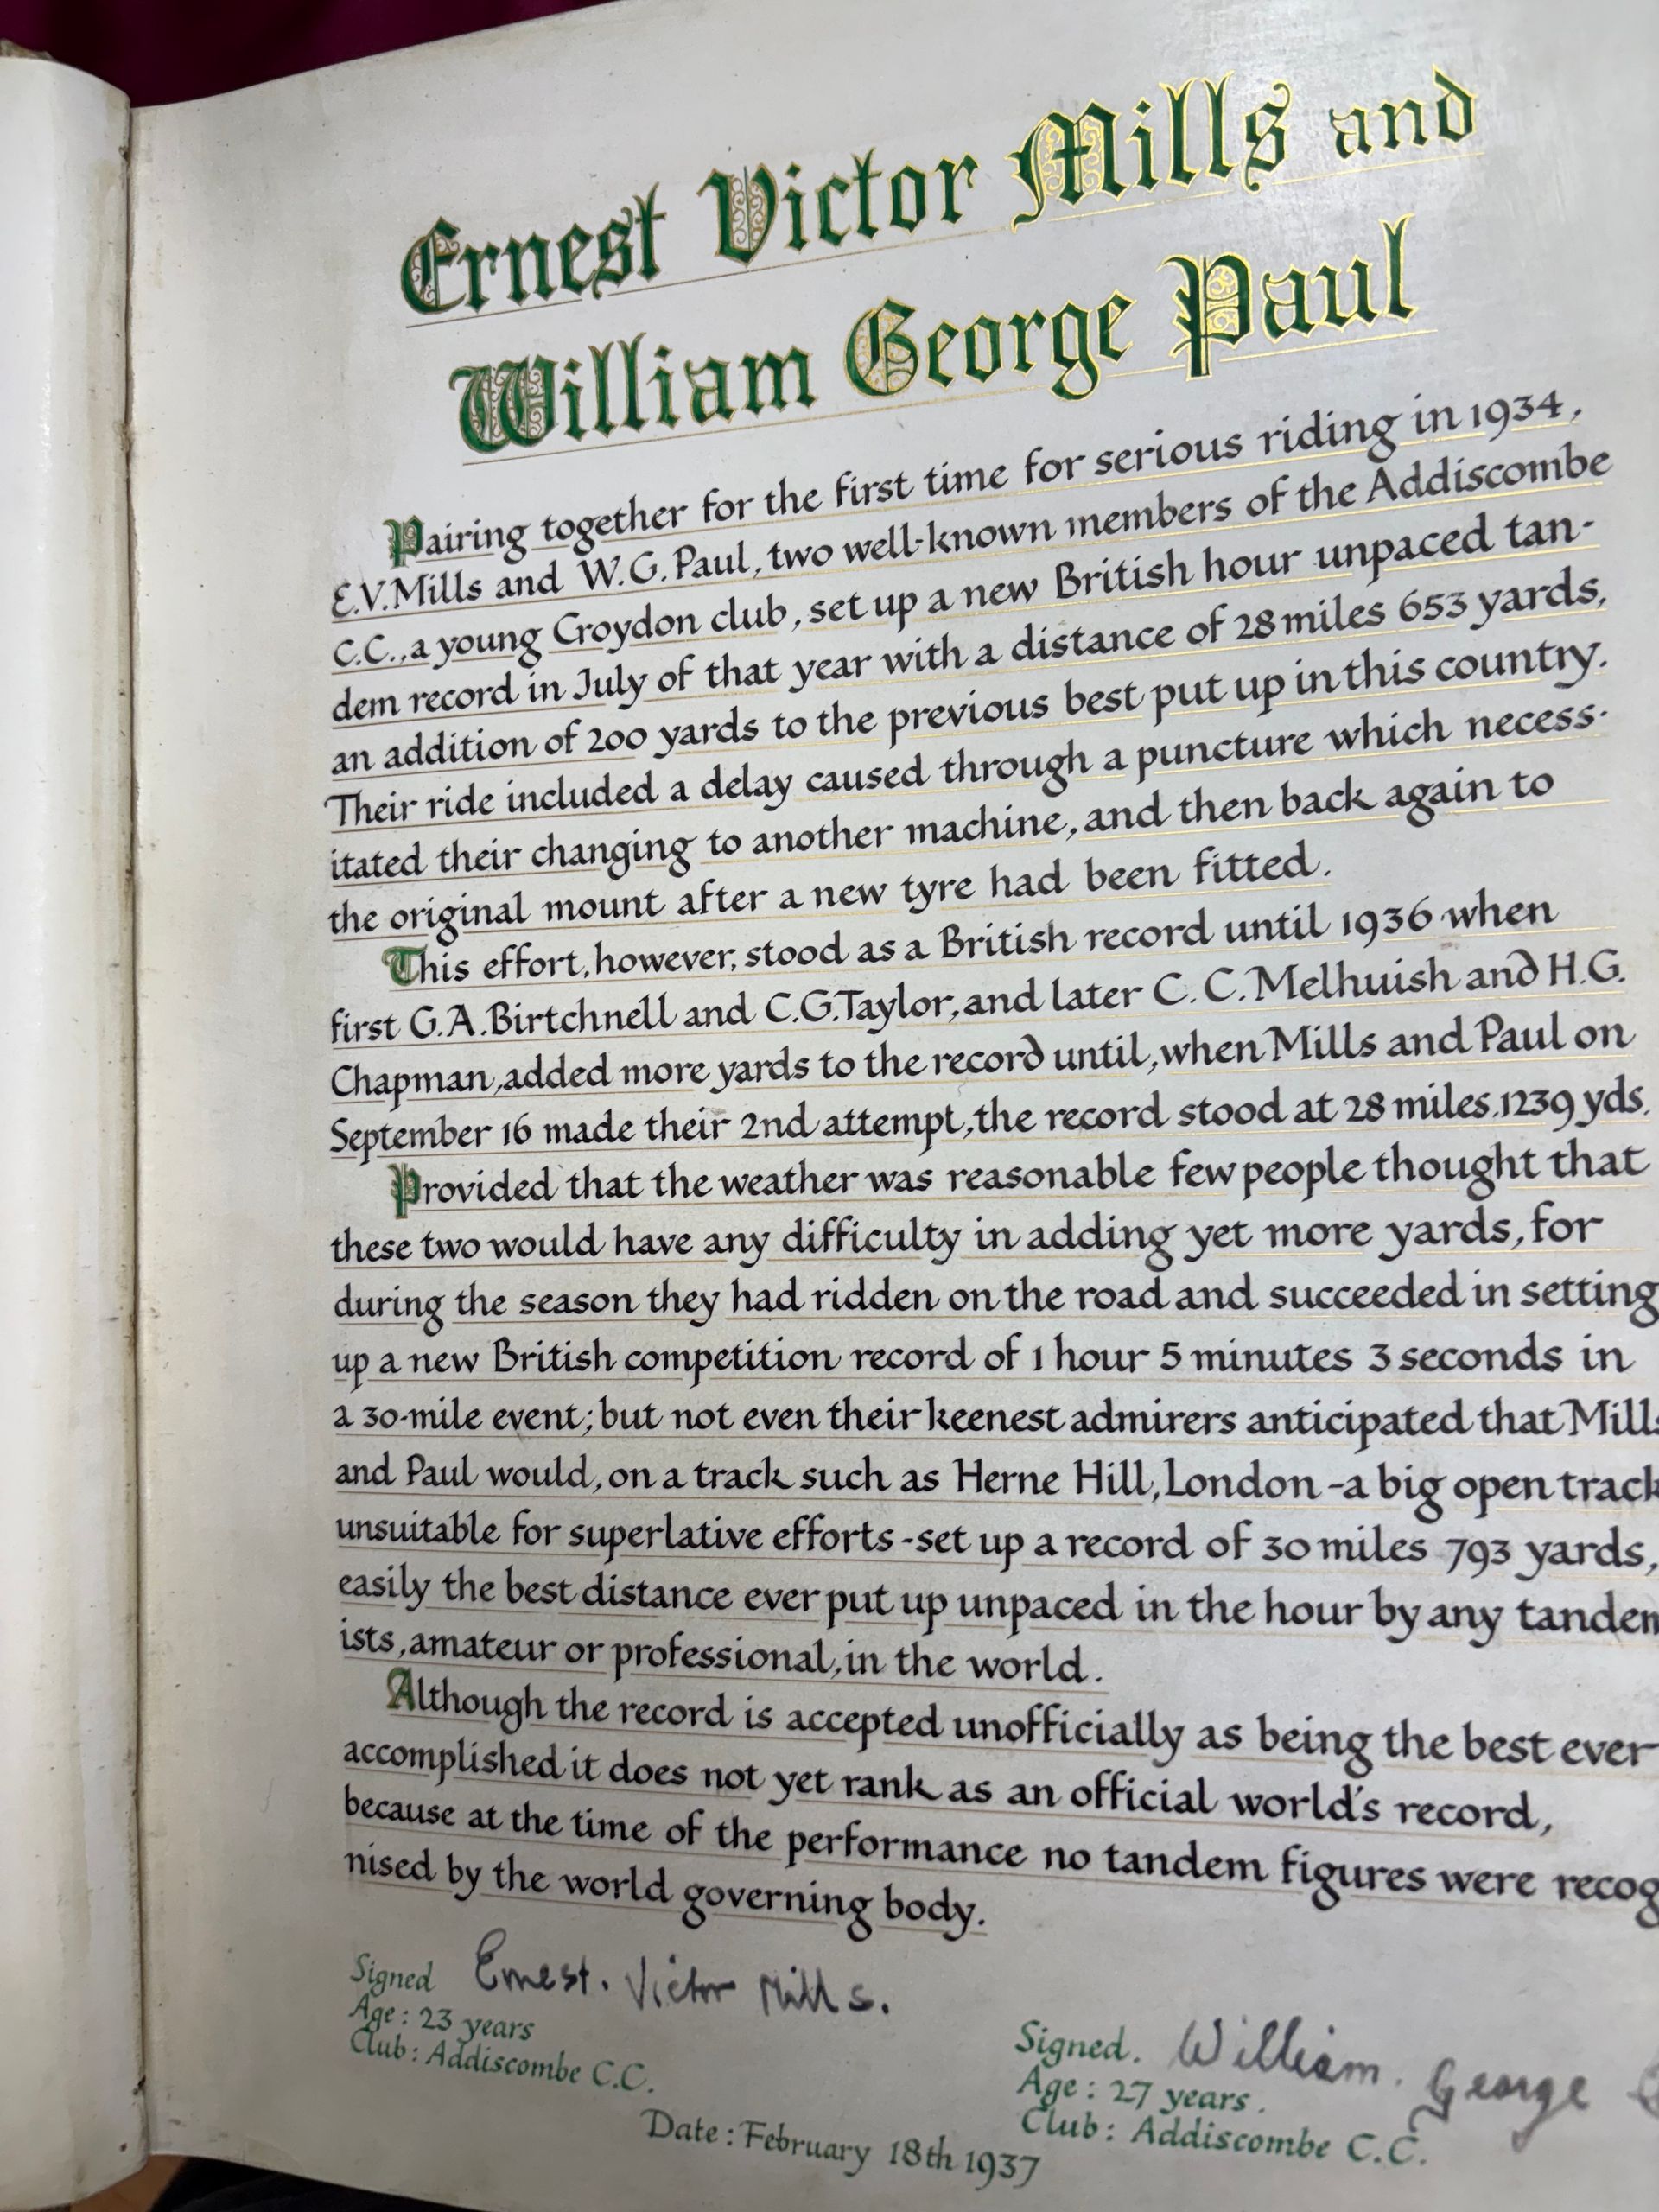 Ernest Victor Mills and
William George Paul
Pairing together for the first time for serious riding in 1934,
E.V.Mills and W.G.Paul, two well-known members of the Addiscombe
C.C., a young Croydon club, set up a new British hour unpaced tan-
dem record in July of that year with a distance of 28 miles 653 yards,
an addition of 200 yards to the previous best put up in this country.
Their ride included a delay caused through a puncture which necess-
itated their changing to another machine, and then back again to
the original mount after a new tyre had been fitted.
This effort, however, stood as a British record until 1936 when
first G.A.Birtchnell and C.G.Taylor, and later C.C.Melhuish and H.G.
Chapman, added more yards to the record until, when Mills and Paul on
September 16 made their 2nd attempt, the record stood at 28 miles.1239 yds.
Provided that the weather was reasonable few people thought that
these two would have any difficulty in adding yet more yards, for
during the season they had ridden on the road and succeeded in setting
up a new British competition record of 1 hour 5 minutes 3 seconds in
a 30-mile event; but not even their keenest admirers anticipated that Mills
and Paul would, on a track such as Herne Hill, London - a big open track
unsuitable for superlative efforts - set up a record of 30 miles 793 yards,
easily the best distance ever put up unpaced in the hour by any tandem
ists, amateur or professional, in the world.
Although the record is accepted unofficially as being the best ever
accomplished it does not yet rank as an official world's record,
because at the time of the performance no tandem figures were recog
nised by the world governing body.
Signed Ernest. Victor Mills.
Age: 23 years
Club: Addiscombe C.C.
Signed. William. George
Age: 27 years.
Club: Addiscombe C.C.
Date: February 18th 1937